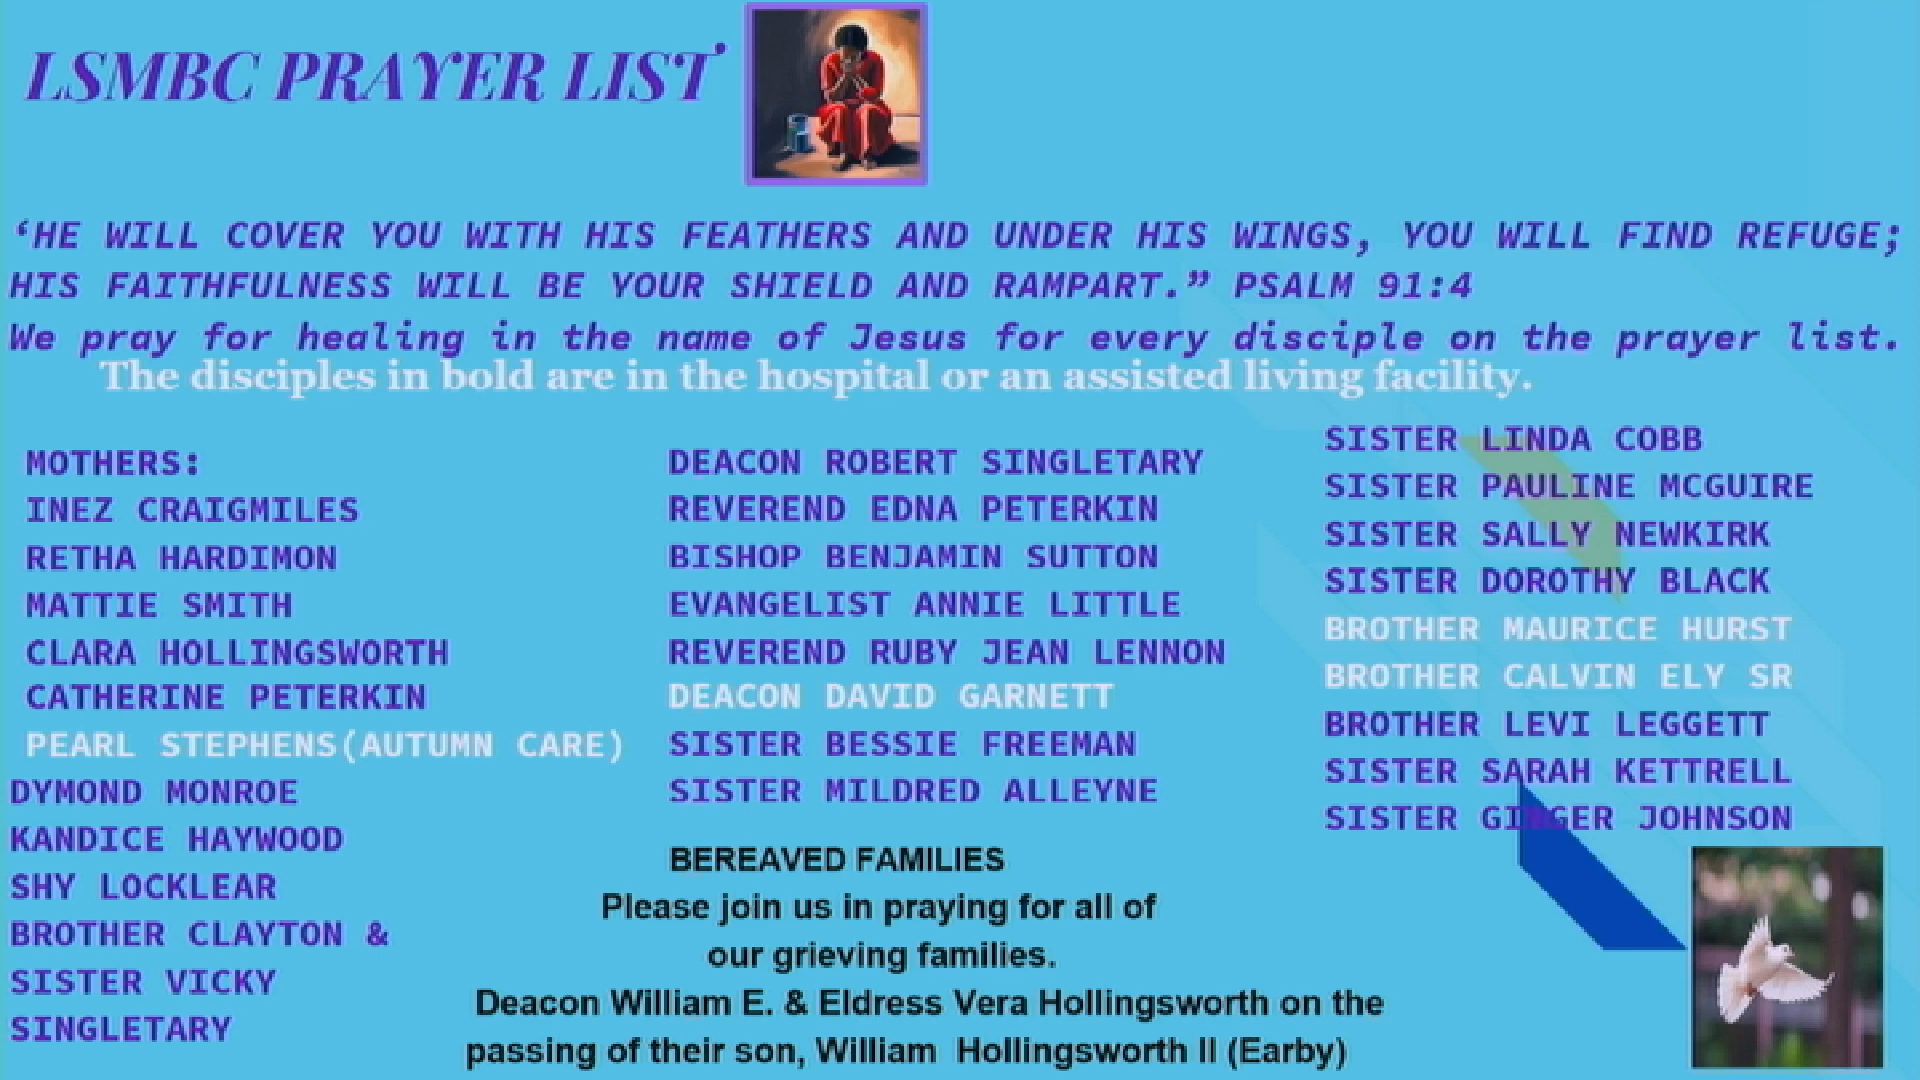 LSMBC PRAYER LIST
‘HE WILL COVER YOU WITH HIS FEATHERS AND UNDER HIS WINGS, YOU WILL FIND REFUGE;
HIS FAITHFULNESS WILL BE YOUR SHIELD AND RAMPART.” PSALM 91:4
We pray for healing in the name of Jesus for every disciple on the prayer list.
The disciples in bold are in the hospital or an assisted living facility.
MOTHERS:
INEZ CRAIGMILES
RETHA HARDIMON
MATTIE SMITH
CLARA HOLLINGSWORTH
CATHERINE PETERKIN
PEARL STEPHENS(AUTUMN CARE)
DYMOND MONROE
KANDICE HAYWOOD
SHY LOCKLEAR
BROTHER CLAYTON &
SISTER VICKY
SINGLETARY
DEACON ROBERT SINGLETARY
REVEREND EDNA PETERKIN
BISHOP BENJAMIN SUTTON
EVANGELIST ANNIE LITTLE
REVEREND RUBY JEAN LENNON
DEACON DAVID GARNETT
SISTER BESSIE FREEMAN
SISTER MILDRED ALLEYNE
SISTER LINDA COBB
SISTER PAULINE MCGUIRE
SISTER SALLY NEWKIRK
SISTER DOROTHY BLACK
BROTHER MAURICE HURST
BROTHER CALVIN ELY SR
BROTHER LEVI LEGGETT
SISTER SARAH KETTRELL
SISTER GINGER JOHNSON
BEREAVED FAMILIES
Please join us in praying for all of
our grieving families.
Deacon William E. & Eldress Vera Hollingsworth on the
passing of their son, William Hollingsworth II (Earby)